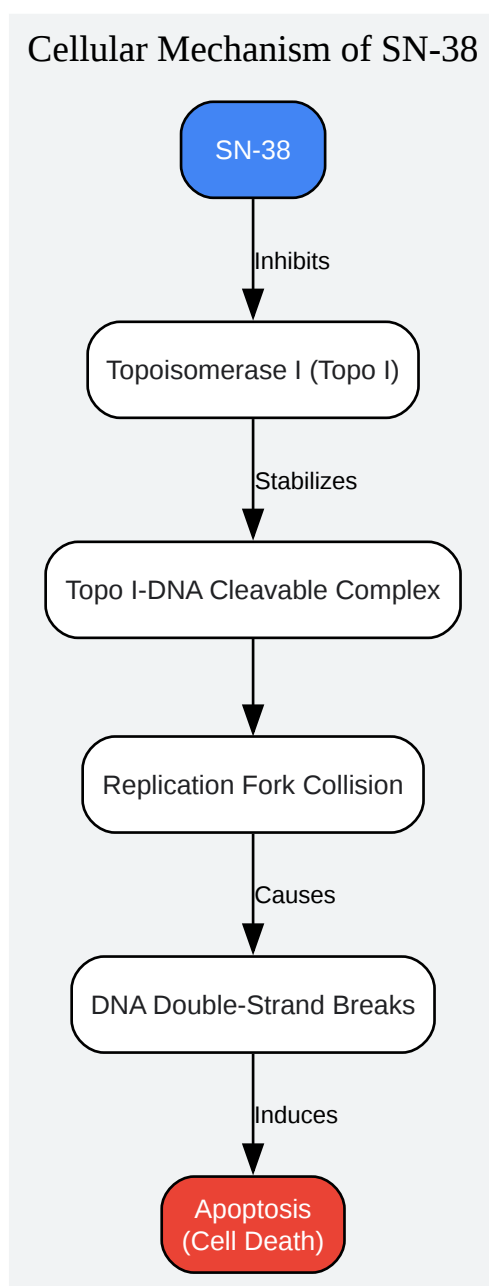 Cellular Mechanism of SN-38
SN-38
Inhibits
Topoisomerase I (Topo I)
Stabilizes
Topo I-DNA Cleavable Complex
Replication Fork Collision
Causes
DNA Double-Strand Breaks
Induces
Apoptosis
(Cell Death)